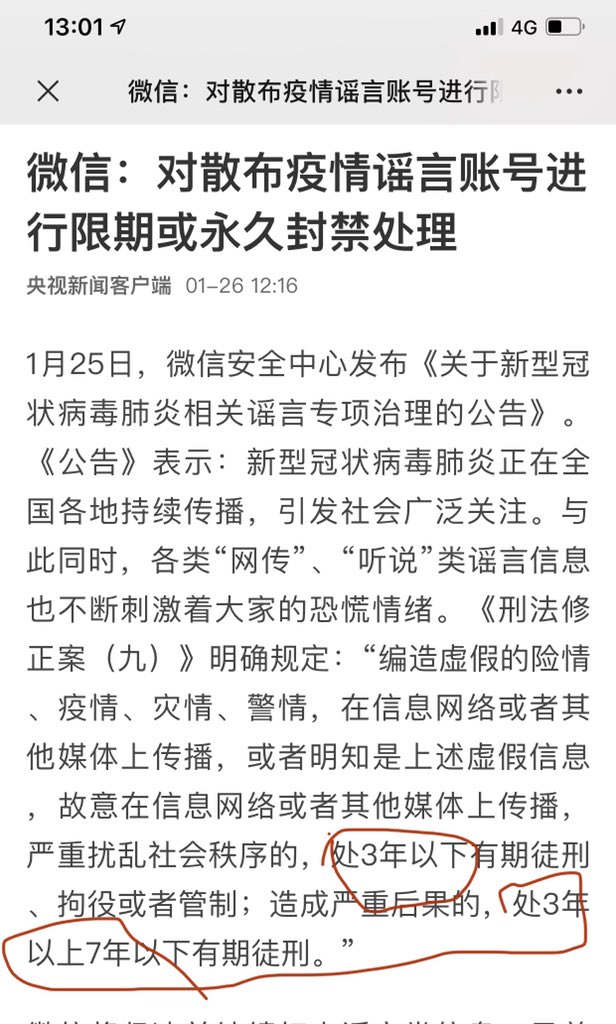 13:01
4G
微信：对散布疫情谣言账号进行
微信：对散布疫情谣言账号进
行限期或永久封禁处理
央视新闻客户端 01-26 12:16
1月25日，微信安全中心发布《关于新型冠
状病毒肺炎相关谣言专项治理的公告》。
《公告》表示：新型冠状病毒肺炎正在全
国各地持续传播，引发社会广泛关注。与
此同时，各类“网传”、“听说”类谣言信息
也不断刺激着大家的恐慌情绪。《刑法修
正案（九）》明确规定：“编造虚假的险情
、疫情、灾情、警情，在信息网络或者其
他媒体上传播，或者明知是上述虚假信息
，故意在信息网络或者其他媒体上传播，
严重扰乱社会秩序的，处3年以下有期徒刑
、拘役或者管制；造成严重后果的，处3年
以上7年以下有期徒刑。”